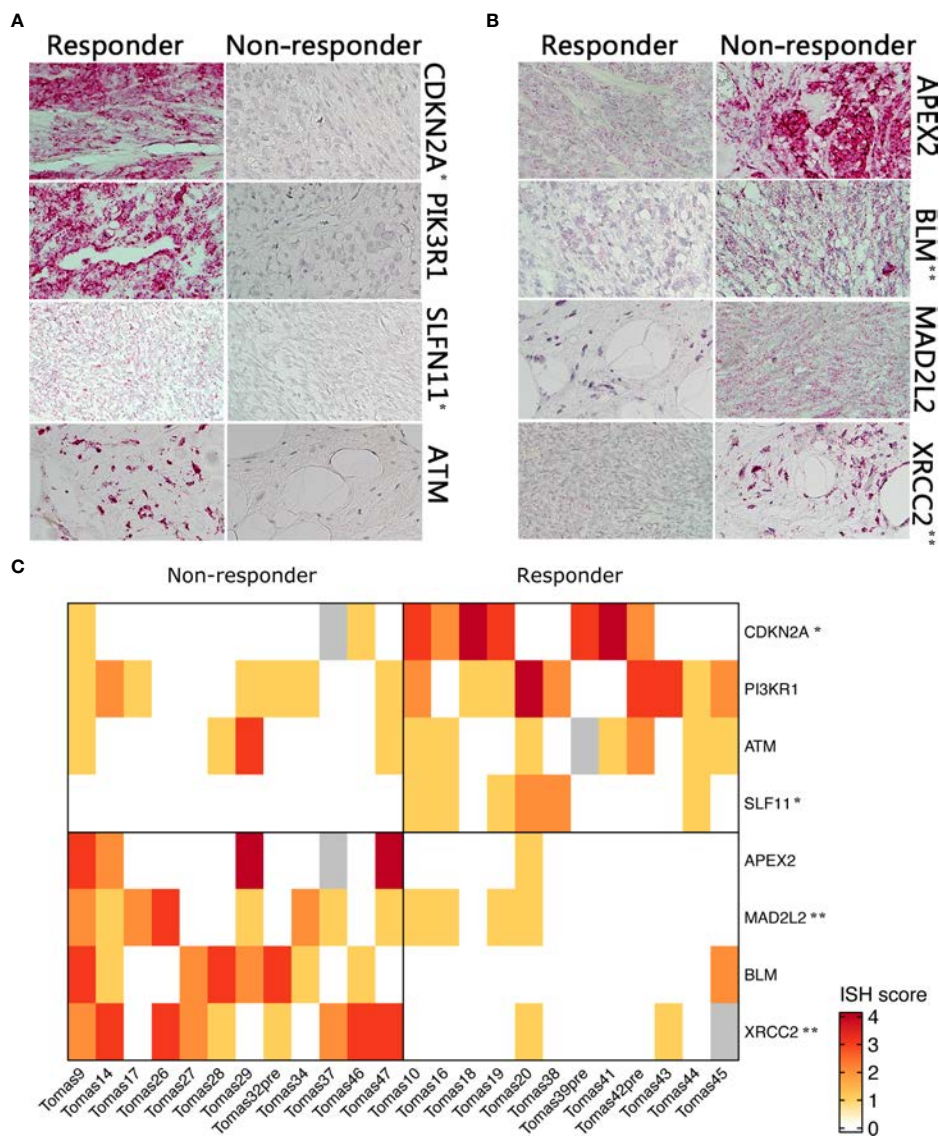 A
B
Responder Non-responder
Responder Non-responder
CDKN2A*
PIK3R1
SLFN11*
ATM
APEX2
BLM**
MAD2L2
XRCC2**
C
Non-responder Responder
CDKN2A *
PI3KR1
ATM
SLF11 *
APEX2
MAD2L2 **
BLM
XRCC2 **
ISH score
4
3
2
1
0
Tomas9 Tomas14 Tomas17 Tomas26 Tomas27 Tomas28 Tomas29 Tomas32pre Tomas34 Tomas37 Tomas46 Tomas47 Tomas10 Tomas16 Tomas18 Tomas19 Tomas20 Tomas38 Tomas39pre Tomas41 Tomas42pre Tomas43 Tomas44 Tomas45